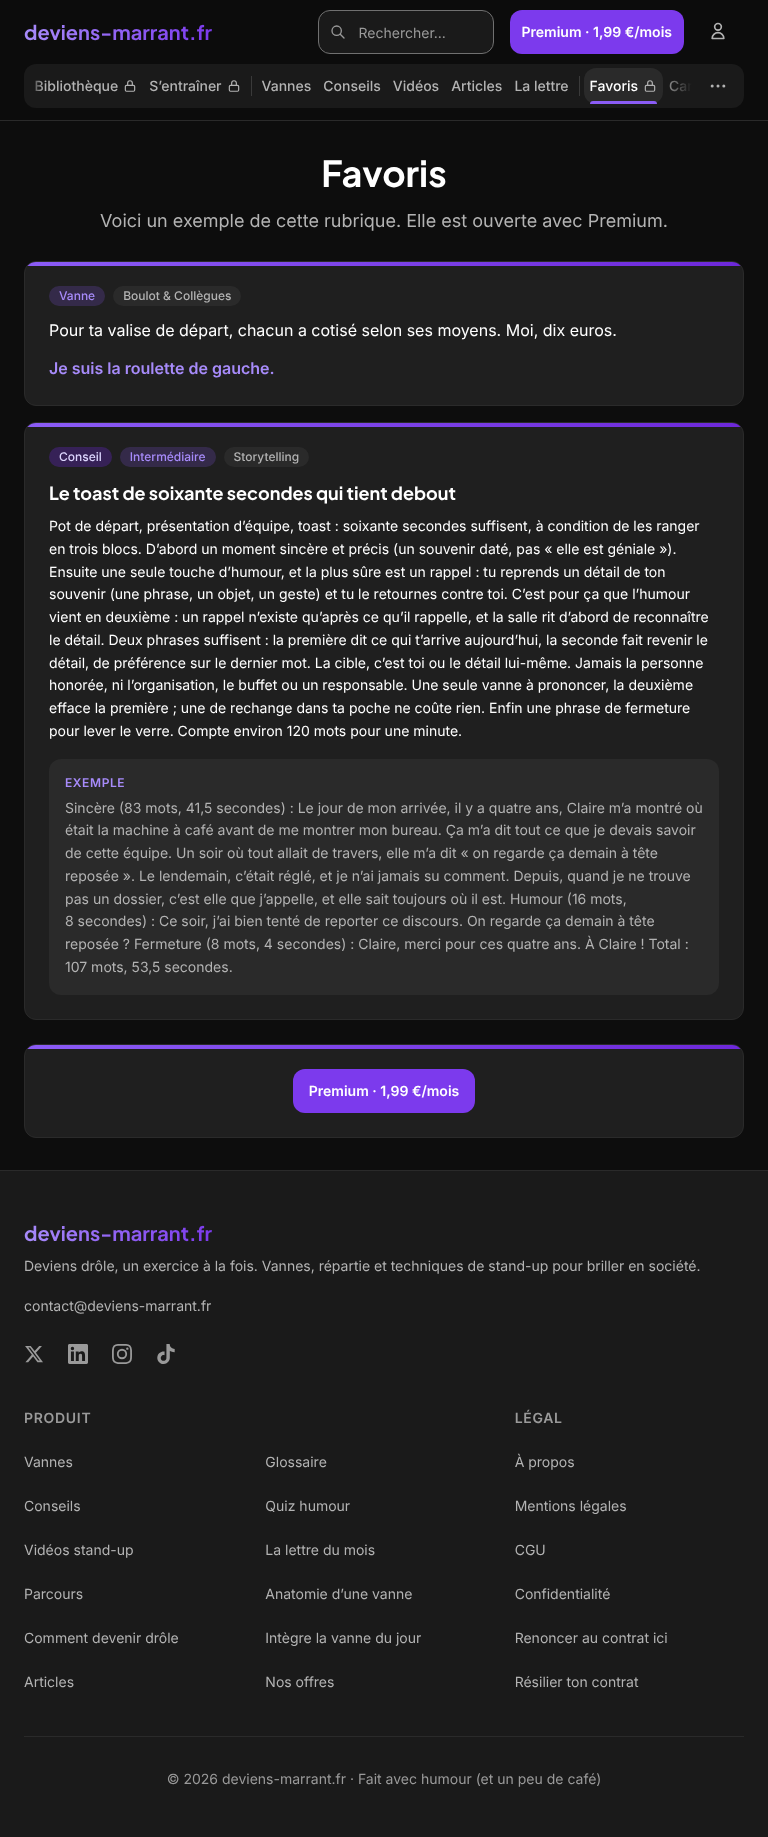 deviens-marrant.fr
Rechercher...
Premium · 1,99 €/mois
Bibliothèque
S’entraîner
Vannes
Conseils
Vidéos
Articles
La lettre
Favoris
Favoris
Voici un exemple de cette rubrique. Elle est ouverte avec Premium.
Vanne
Boulot & Collègues
Pour ta valise de départ, chacun a cotisé selon ses moyens. Moi, dix euros.
Je suis la roulette de gauche.
Conseil
Intermédiaire
Storytelling
Le toast de soixante secondes qui tient debout
Pot de départ, présentation d’équipe, toast : soixante secondes suffisent, à condition de les ranger
en trois blocs. D’abord un moment sincère et précis (un souvenir daté, pas « elle est géniale »).
Ensuite une seule touche d’humour, et la plus sûre est un rappel : tu reprends un détail de ton
souvenir (une phrase, un objet, un geste) et tu le retournes contre toi. C’est pour ça que l’humour
vient en deuxième : un rappel n’existe qu’après ce qu’il rappelle, et la salle rit d’abord de reconnaître
le détail. Deux phrases suffisent : la première dit ce qui t’arrive aujourd’hui, la seconde fait revenir le
détail, de préférence sur le dernier mot. La cible, c’est toi ou le détail lui-même. Jamais la personne
honorée, ni l’organisation, le buffet ou un responsable. Une seule vanne à prononcer, la deuxième
efface la première ; une de rechange dans ta poche ne coûte rien. Enfin une phrase de fermeture
pour lever le verre. Compte environ 120 mots pour une minute.
EXEMPLE
Sincère (83 mots, 41,5 secondes) : Le jour de mon arrivée, il y a quatre ans, Claire m’a montré où
était la machine à café avant de me montrer mon bureau. Ça m’a dit tout ce que je devais savoir
de cette équipe. Un soir où tout allait de travers, elle m’a dit « on regarde ça demain à tête
reposée ». Le lendemain, c’était réglé, et je n’ai jamais su comment. Depuis, quand je ne trouve
pas un dossier, c’est elle que j’appelle, et elle sait toujours où il est. Humour (16 mots,
8 secondes) : Ce soir, j’ai bien tenté de reporter ce discours. On regarde ça demain à tête
reposée ? Fermeture (8 mots, 4 secondes) : Claire, merci pour ces quatre ans. À Claire ! Total :
107 mots, 53,5 secondes.
Premium · 1,99 €/mois
deviens-marrant.fr
Deviens drôle, un exercice à la fois. Vannes, répartie et techniques de stand-up pour briller en société.
contact@deviens-marrant.fr
PRODUIT
Vannes
Conseils
Vidéos stand-up
Parcours
Comment devenir drôle
Articles
Glossaire
Quiz humour
La lettre du mois
Anatomie d’une vanne
Intègre la vanne du jour
Nos offres
LÉGAL
À propos
Mentions légales
CGU
Confidentialité
Renoncer au contrat ici
Résilier ton contrat
© 2026 deviens-marrant.fr · Fait avec humour (et un peu de café)